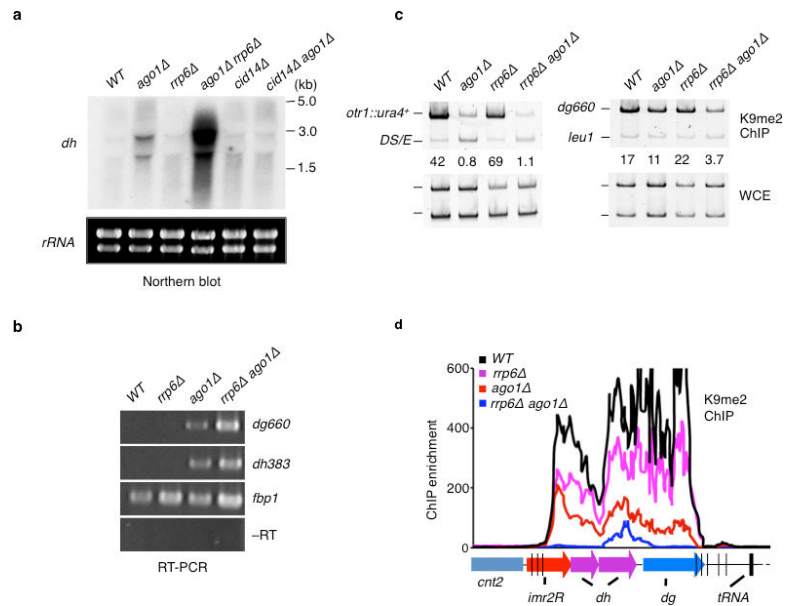 a
WT ago1Δ rrp6Δ ago1Δ rrp6Δ cid14Δ cid14Δ ago1Δ
(kb)
5.0
dh 3.0
1.5
rRNA
Northern blot
b
WT rrp6Δ ago1Δ rrp6Δ ago1Δ
dg660
dh383
fbp1
–RT
RT-PCR
c
WT ago1Δ rrp6Δ rrp6Δ ago1Δ
otr1::ura4⁺
DS/E
42 0.8 69 1.1
WT ago1Δ rrp6Δ rrp6Δ ago1Δ
dg660
leu1
K9me2
ChIP
17 11 22 3.7
WCE
d
WT
rrp6Δ
ago1Δ
rrp6Δ ago1Δ
K9me2
ChIP
ChIP enrichment
600
400
200
0
cnt2 imr2R dh dg tRNA